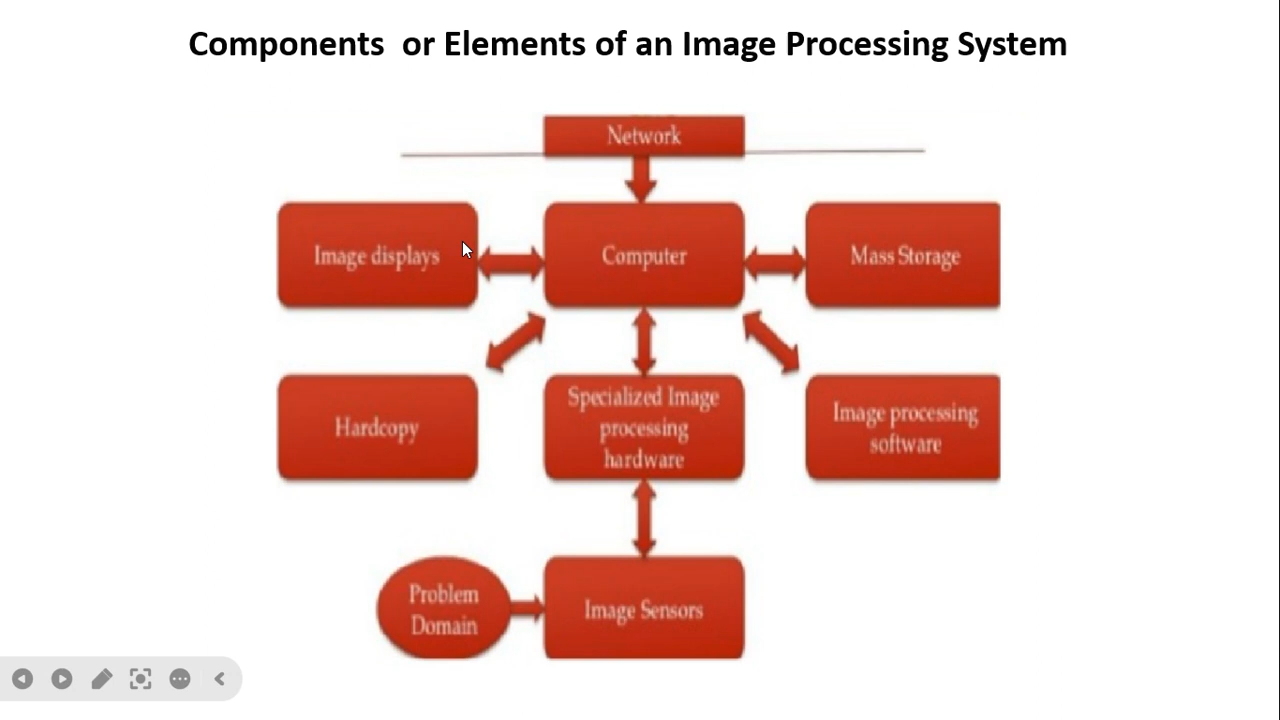 Components or Elements of an Image Processing System
Network
Image displays
Computer
Mass Storage
Hardcopy
Specialized Image
processing
hardware
Image processing
software
Problem
Domain
Image Sensors